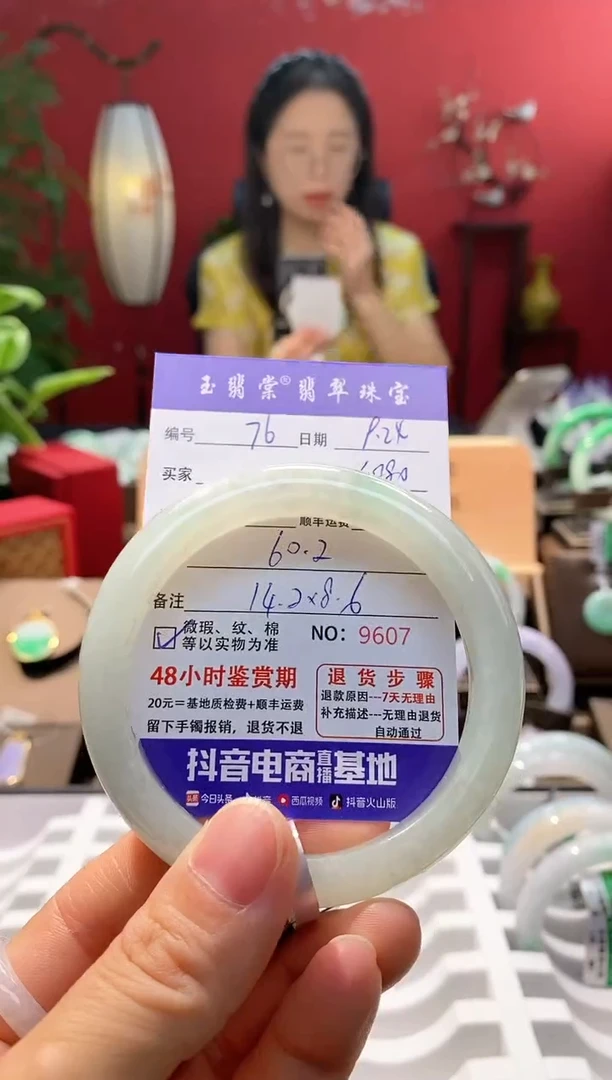 玉翡棠®翡翠珠宝
编号 76 日期 9.24
买家
顺丰运费
60.2
备注 14.2x8.6
微瑕、纹、棉
等以实物为准
NO: 9607
48小时鉴赏期
20元=基地质检费+顺丰运费
留下手镯报销，退货不退
退货步骤
退款原因---7天无理由
补充描述---无理由退货
自动通过
抖音电商直播基地
今日头条 抖音 西瓜视频 抖音火山版